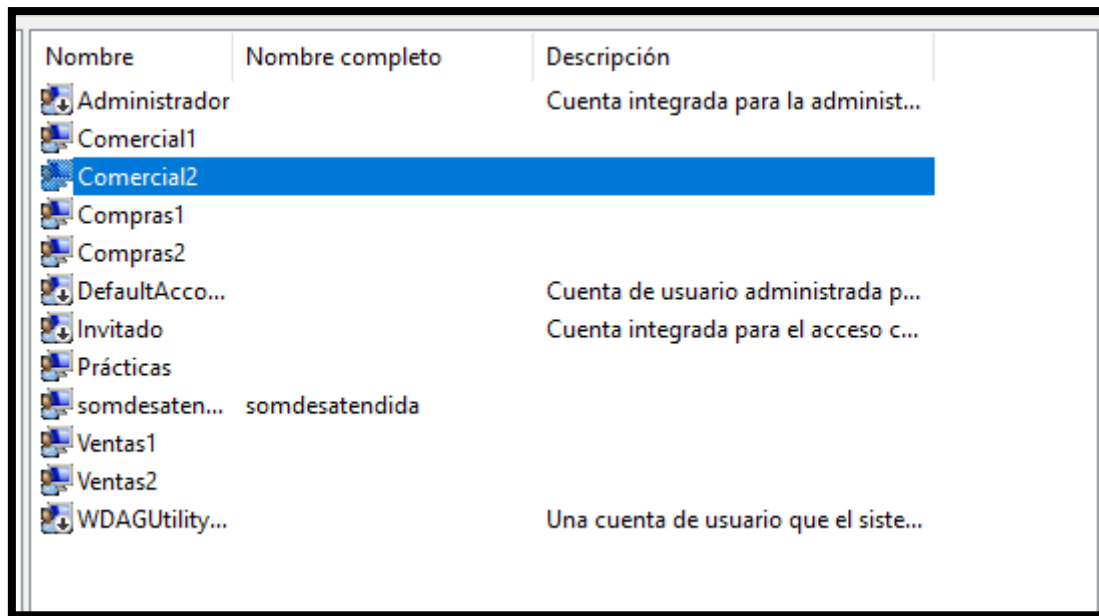 Nombre Nombre completo Descripción
Administrador Cuenta integrada para la administ...
Comercial1
Comercial2
Compras1
Compras2
DefaultAcco... Cuenta de usuario administrada p...
Invitado Cuenta integrada para el acceso c...
Prácticas
somdesaten... somdesatendida
Ventas1
Ventas2
WDAGUtility... Una cuenta de usuario que el siste...